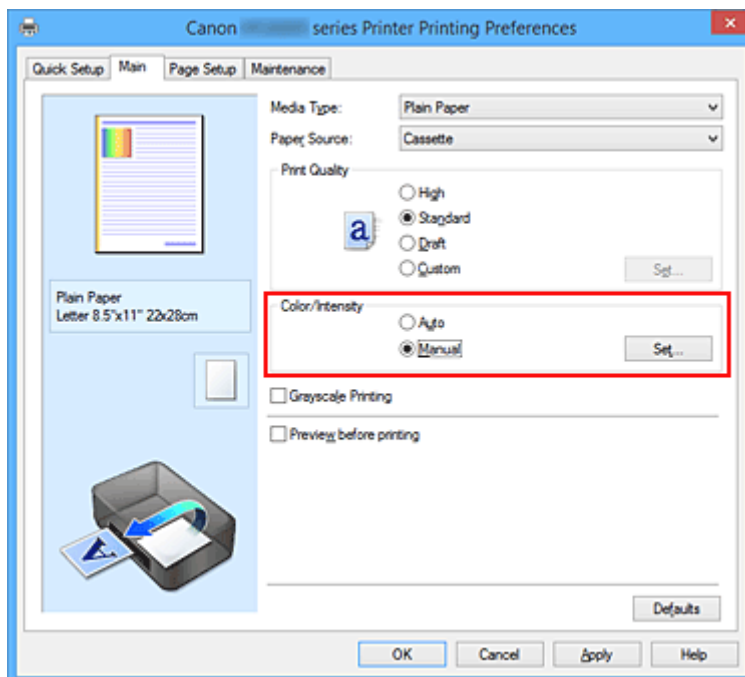 Canon series Printer Printing Preferences
Quick Setup Main Page Setup Maintenance
Media Type: Plain Paper
Paper Source: Cassette
Print Quality
High
Standard
Draft
Custom Set...
Plain Paper
Letter 8.5"x11" 22x28cm
Color/Intensity
Auto
Manual Set...
Grayscale Printing
Preview before printing
Defaults
OK Cancel Apply Help